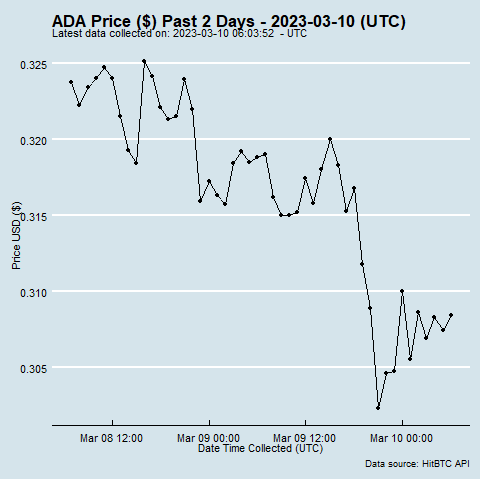 ADA Price ($) Past 2 Days - 2023-03-10 (UTC)
Latest data collected on: 2023-03-10 06:03:52 - UTC
0.325
0.320
0.315
0.310
0.305
Price USD ($)
Mar 08 12:00 Mar 09 00:00 Mar 09 12:00 Mar 10 00:00
Date Time Collected (UTC)
Data source: HitBTC API